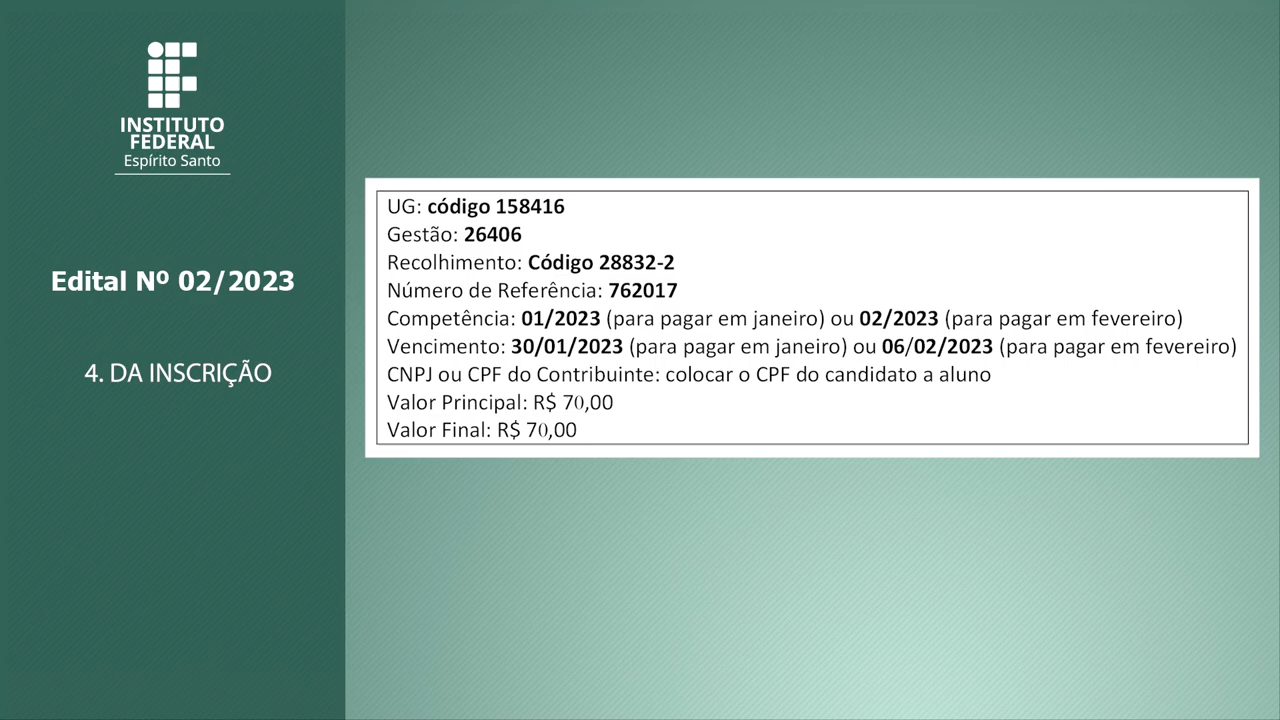 INSTITUTO
FEDERAL
Espírito Santo
Edital Nº 02/2023
4. DA INSCRIÇÃO
UG: código 158416
Gestão: 26406
Recolhimento: Código 28832-2
Número de Referência: 762017
Competência: 01/2023 (para pagar em janeiro) ou 02/2023 (para pagar em fevereiro)
Vencimento: 30/01/2023 (para pagar em janeiro) ou 06/02/2023 (para pagar em fevereiro)
CNPJ ou CPF do Contribuinte: colocar o CPF do candidato a aluno
Valor Principal: R$ 70,00
Valor Final: R$ 70,00